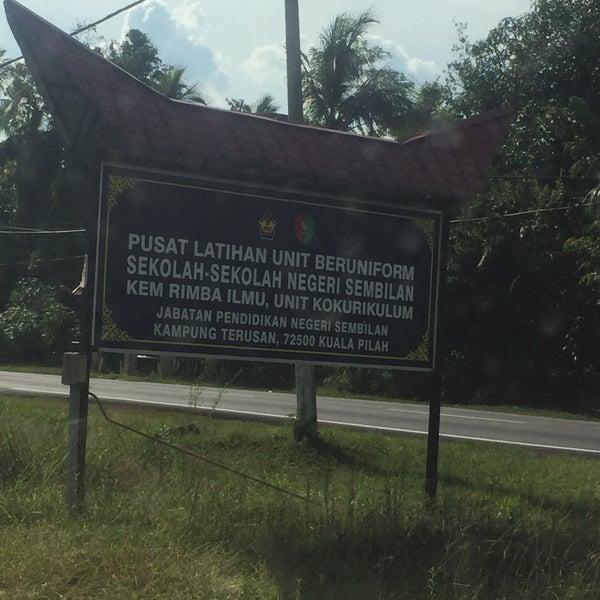 PUSAT LATIHAN UNIT BERUNIFORM
SEKOLAH-SEKOLAH NEGERI SEMBILAN
KEM RIMBA ILMU, UNIT KOKURIKULUM
JABATAN PENDIDIKAN NEGERI SEMBILAN
KAMPUNG TERUSAN, 72500 KUALA PILAH